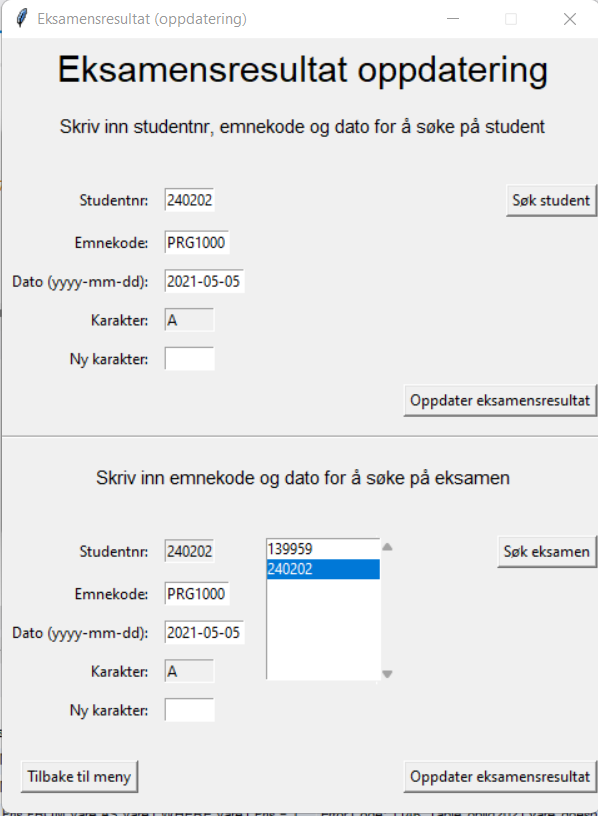 Eksamensresultat (oppdatering)
Eksamensresultat oppdatering
Skriv inn studentnr, emnekode og dato for å søke på student
Studentnr: 240202 Søk student
Emnekode: PRG1000
Dato (yyyy-mm-dd): 2021-05-05
Karakter: A
Ny karakter:
Oppdater eksamensresultat
Skriv inn emnekode og dato for å søke på eksamen
Studentnr: 240202 139959 Søk eksamen
240202
Emnekode: PRG1000
Dato (yyyy-mm-dd): 2021-05-05
Karakter: A
Ny karakter:
Tilbake til meny Oppdater eksamensresultat